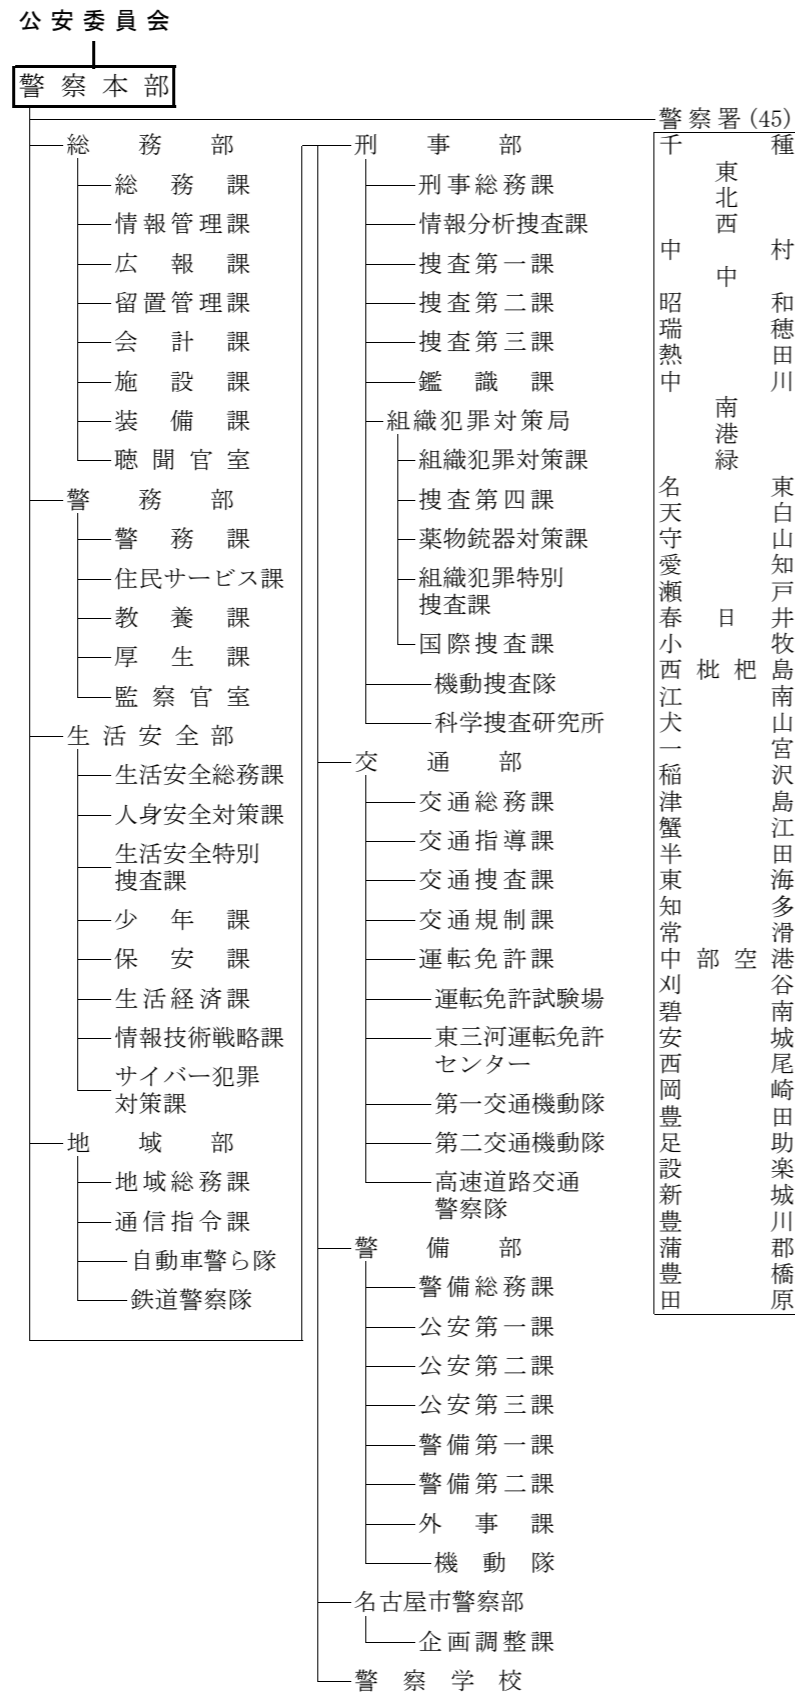 公安委員会
警察本部
総務部
総務課
情報管理課
広報課
留置管理課
会計課
施設課
装備課
聴聞官室
警務部
警務課
住民サービス課
教養課
厚生課
監察官室
生活安全部
生活安全総務課
人身安全対策課
生活安全特別
捜査課
少年課
保安課
生活経済課
情報技術戦略課
サイバー犯罪
対策課
地域部
地域総務課
通信指令課
自動車警ら隊
鉄道警察隊
刑事部
刑事総務課
情報分析捜査課
捜査第一課
捜査第二課
捜査第三課
鑑識課
組織犯罪対策局
組織犯罪対策課
捜査第四課
薬物銃器対策課
組織犯罪特別
捜査課
国際捜査課
機動捜査隊
科学捜査研究所
交通部
交通総務課
交通指導課
交通捜査課
交通規制課
運転免許課
運転免許試験場
東三河運転免許
センター
第一交通機動隊
第二交通機動隊
高速道路交通
警察隊
警備部
警備総務課
公安第一課
公安第二課
公安第三課
警備第一課
警備第二課
外事課
機動隊
名古屋市警察部
企画調整課
警察学校
警察署(45)
千種
東
北
西
中村
中
昭和
瑞穂
熱田
中川
南
港
緑
名東
天白
守山
愛知
瀬戸
春日井
小牧
西枇杷島
江南
犬山
一宮
稲沢
津島
蟹江
半田
東海
知多
常滑
中部空港
刈谷
碧南
安城
西尾
岡崎
豊田
足助
設楽
新城
豊川
蒲郡
豊橋
田原